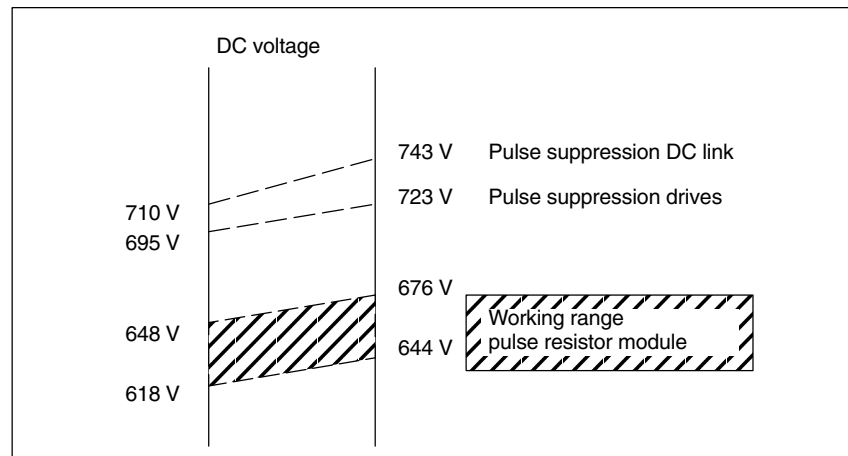 DC voltage
743 V Pulse suppression DC link
710 V
723 V Pulse suppression drives
695 V
676 V
648 V
Working range
pulse resistor module
644 V
618 V